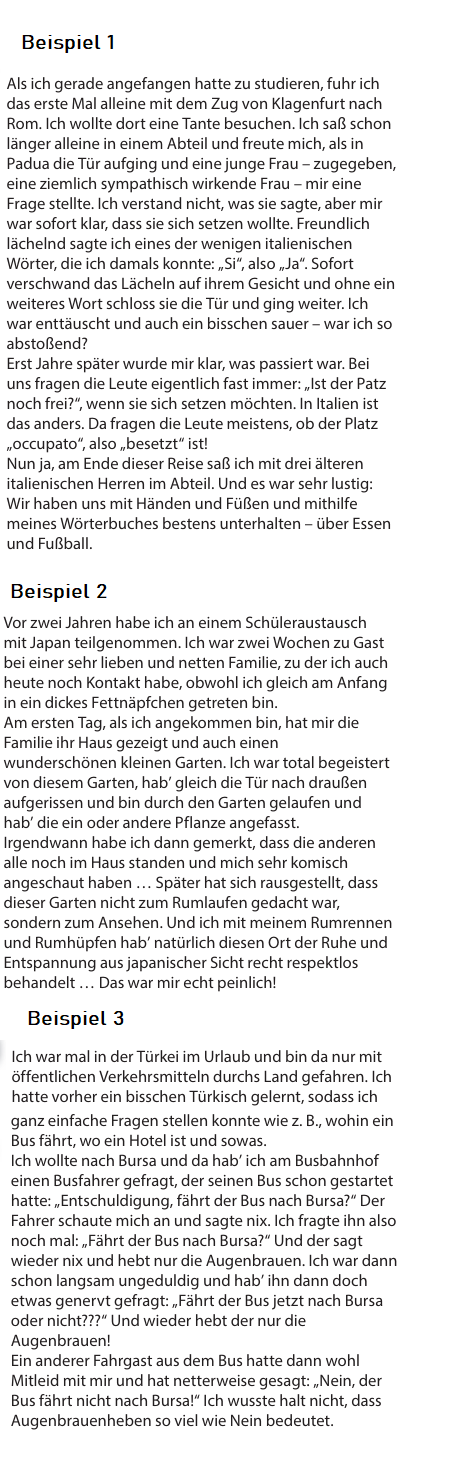 Beispiel 1
Als ich gerade angefangen hatte zu studieren, fuhr ich
das erste Mal alleine mit dem Zug von Klagenfurt nach
Rom. Ich wollte dort eine Tante besuchen. Ich saß schon
länger alleine in einem Abteil und freute mich, als in
Padua die Tür aufging und eine junge Frau – zugegeben,
eine ziemlich sympathisch wirkende Frau – mir eine
Frage stellte. Ich verstand nicht, was sie sagte, aber mir
war sofort klar, dass sie sich setzen wollte. Freundlich
lächelnd sagte ich eines der wenigen italienischen
Wörter, die ich damals konnte: „Si“, also „Ja“. Sofort
verschwand das Lächeln auf ihrem Gesicht und ohne ein
weiteres Wort schloss sie die Tür und ging weiter. Ich
war enttäuscht und auch ein bisschen sauer – war ich so
abstoßend?
Erst Jahre später wurde mir klar, was passiert war. Bei
uns fragen die Leute eigentlich fast immer: „Ist der Patz
noch frei?“, wenn sie sich setzen möchten. In Italien ist
das anders. Da fragen die Leute meistens, ob der Platz
„occupato“, also „besetzt“ ist!
Nun ja, am Ende dieser Reise saß ich mit drei älteren
italienischen Herren im Abteil. Und es war sehr lustig:
Wir haben uns mit Händen und Füßen und mithilfe
meines Wörterbuches bestens unterhalten – über Essen
und Fußball.
Beispiel 2
Vor zwei Jahren habe ich an einem Schüleraustausch
mit Japan teilgenommen. Ich war zwei Wochen zu Gast
bei einer sehr lieben und netten Familie, zu der ich auch
heute noch Kontakt habe, obwohl ich gleich am Anfang
in ein dickes Fettnäpfchen getreten bin.
Am ersten Tag, als ich angekommen bin, hat mir die
Familie ihr Haus gezeigt und auch einen
wunderschönen kleinen Garten. Ich war total begeistert
von diesem Garten, hab’ gleich die Tür nach draußen
aufgerissen und bin durch den Garten gelaufen und
hab’ die ein oder andere Pflanze angefasst.
Irgendwann habe ich dann gemerkt, dass die anderen
alle noch im Haus standen und mich sehr komisch
angeschaut haben … Später hat sich rausgestellt, dass
dieser Garten nicht zum Rumlaufen gedacht war,
sondern zum Ansehen. Und ich mit meinem Rumrennen
und Rumhüpfen hab’ natürlich diesen Ort der Ruhe und
Entspannung aus japanischer Sicht recht respektlos
behandelt … Das war mir echt peinlich!
Beispiel 3
Ich war mal in der Türkei im Urlaub und bin da nur mit
öffentlichen Verkehrsmitteln durchs Land gefahren. Ich
hatte vorher ein bisschen Türkisch gelernt, sodass ich
ganz einfache Fragen stellen konnte wie z. B., wohin ein
Bus fährt, wo ein Hotel ist und sowas.
Ich wollte nach Bursa und da hab’ ich am Busbahnhof
einen Busfahrer gefragt, der seinen Bus schon gestartet
hatte: „Entschuldigung, fährt der Bus nach Bursa?“ Der
Fahrer schaute mich an und sagte nix. Ich fragte ihn also
noch mal: „Fährt der Bus nach Bursa?“ Und der sagt
wieder nix und hebt nur die Augenbrauen. Ich war dann
schon langsam ungeduldig und hab’ ihn dann doch
etwas genervt gefragt: „Fährt der Bus jetzt nach Bursa
oder nicht???“ Und wieder hebt der nur die
Augenbrauen!
Ein anderer Fahrgast aus dem Bus hatte dann wohl
Mitleid mit mir und hat netterweise gesagt: „Nein, der
Bus fährt nicht nach Bursa!“ Ich wusste halt nicht, dass
Augenbrauenheben so viel wie Nein bedeutet.